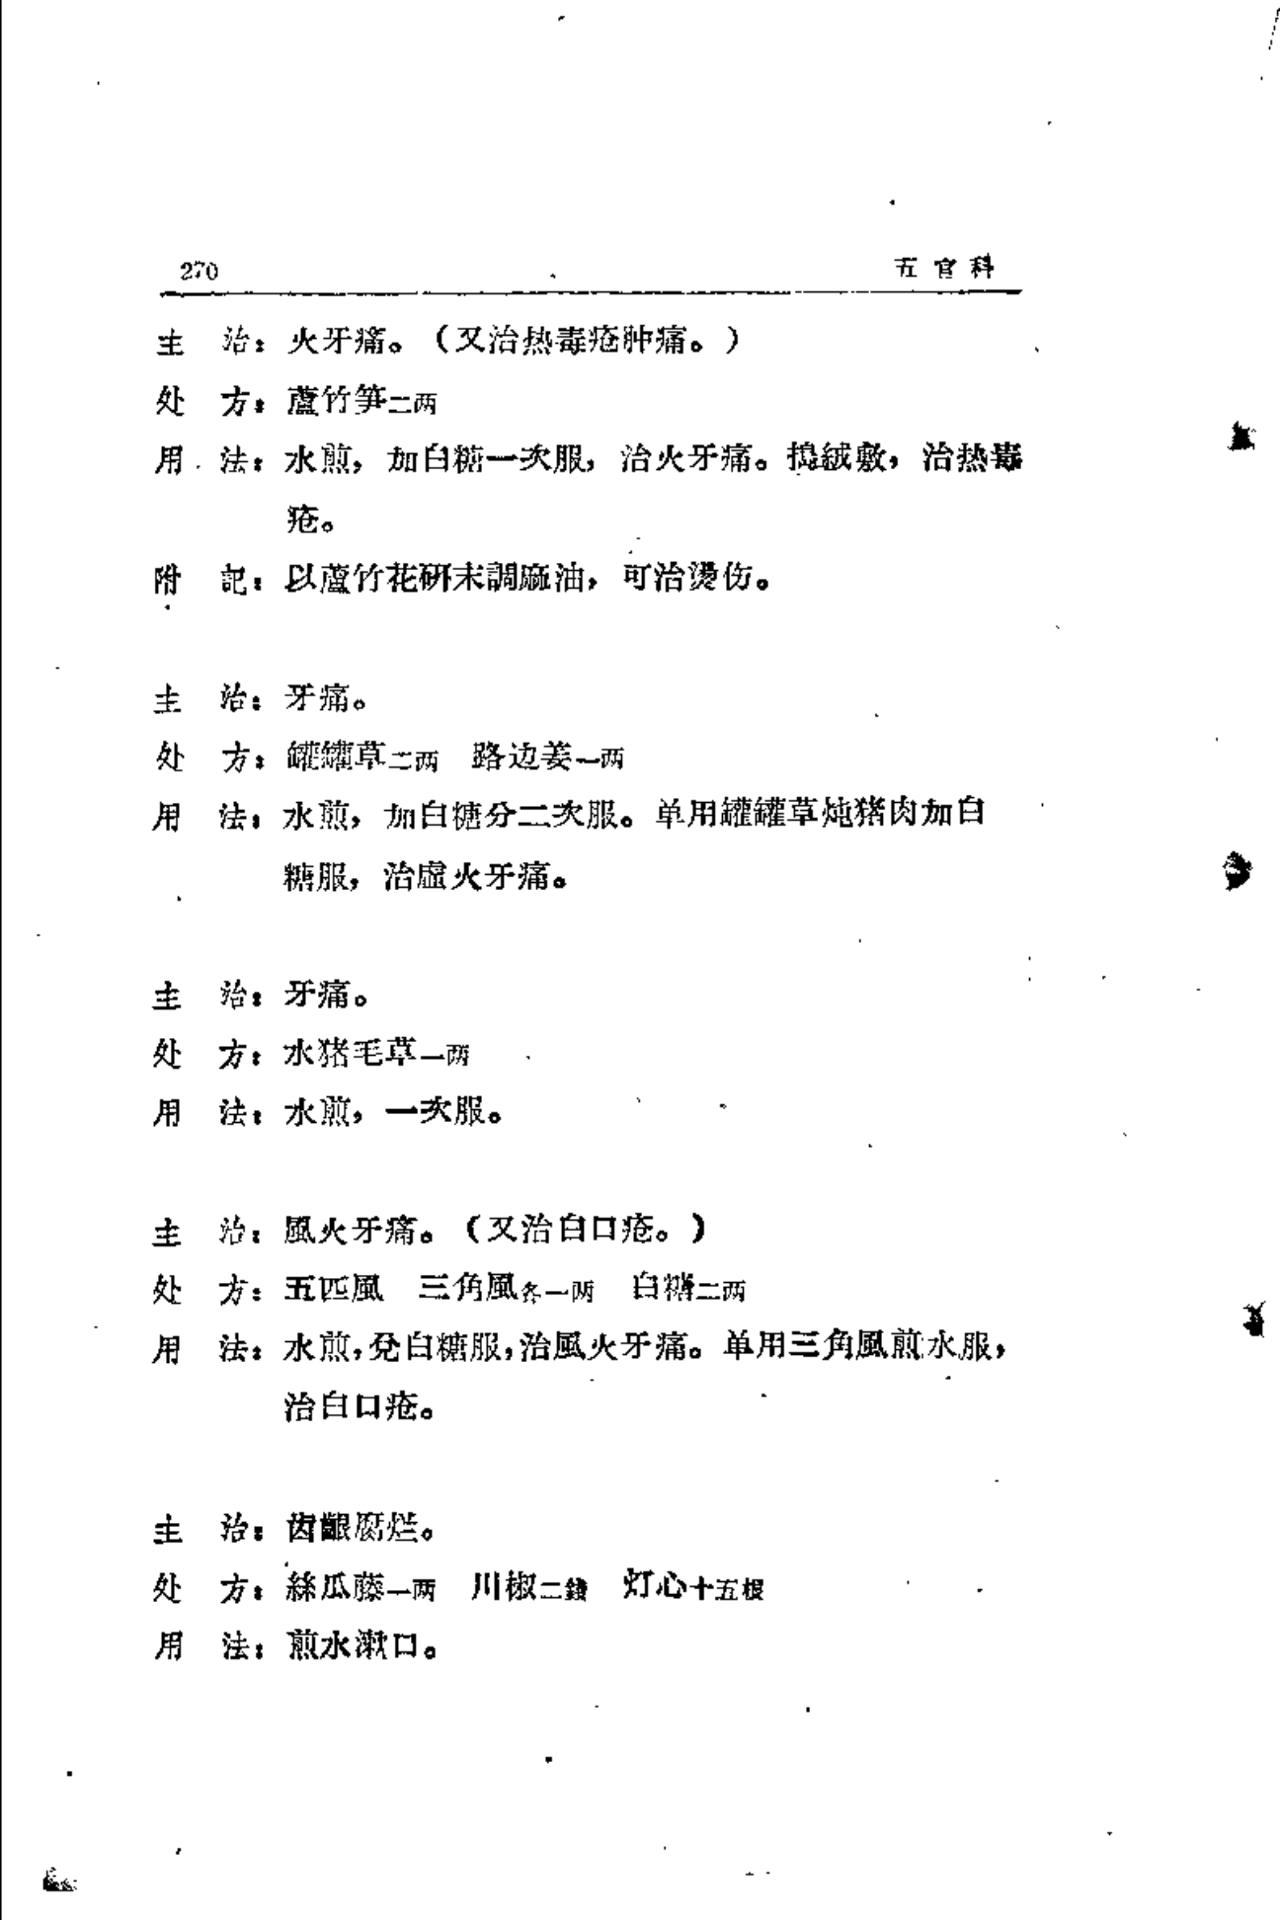 270 五官科
主 治：火牙痛。（又治热毒疮肿痛。）
处 方：蘆竹笋二两
用 法：水煎，加白糖一次服，治火牙痛。搗絨敷，治热毒
疮。
附 記：以蘆竹花研末調麻油，可治燙伤。
主 治：牙痛。
处 方：罐罐草二两 路边姜一两
用 法：水煎，加白糖分二次服。单用罐罐草炖猪肉加白
糖服，治虛火牙痛。
主 治：牙痛。
处 方：水猪毛草一两
用 法：水煎，一次服。
主 治：風火牙痛。（又治白口疮。）
处 方：五匹風 三角風各一两 白糖二两
用 法：水煎，兌白糖服，治風火牙痛。单用三角風煎水服，
治白口疮。
主 治：齿齦腐烂。
处 方：絲瓜藤一两 川椒二錢 灯心十五根
用 法：煎水漱口。